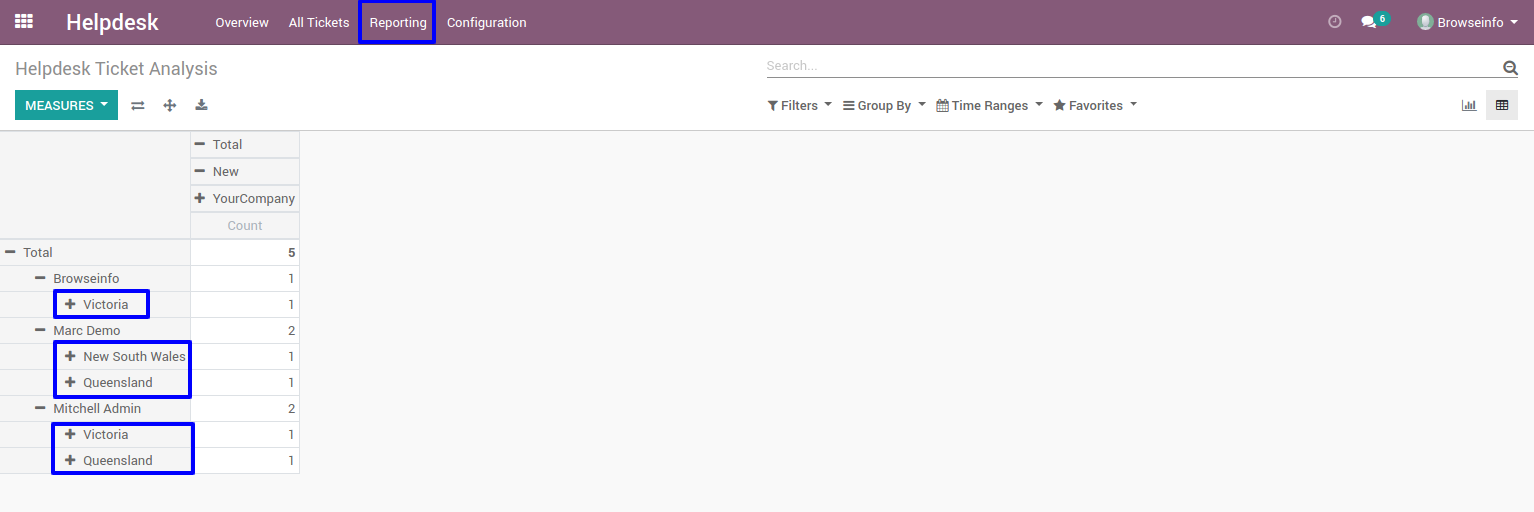 Helpdesk Overview All Tickets Reporting Configuration 6 Browseinfo
Helpdesk Ticket Analysis Search...
MEASURES Filters Group By Time Ranges Favorites
Total
New
YourCompany
Count
Total 5
Browseinfo 1
Victoria 1
Marc Demo 2
New South Wales 1
Queensland 1
Mitchell Admin 2
Victoria 1
Queensland 1